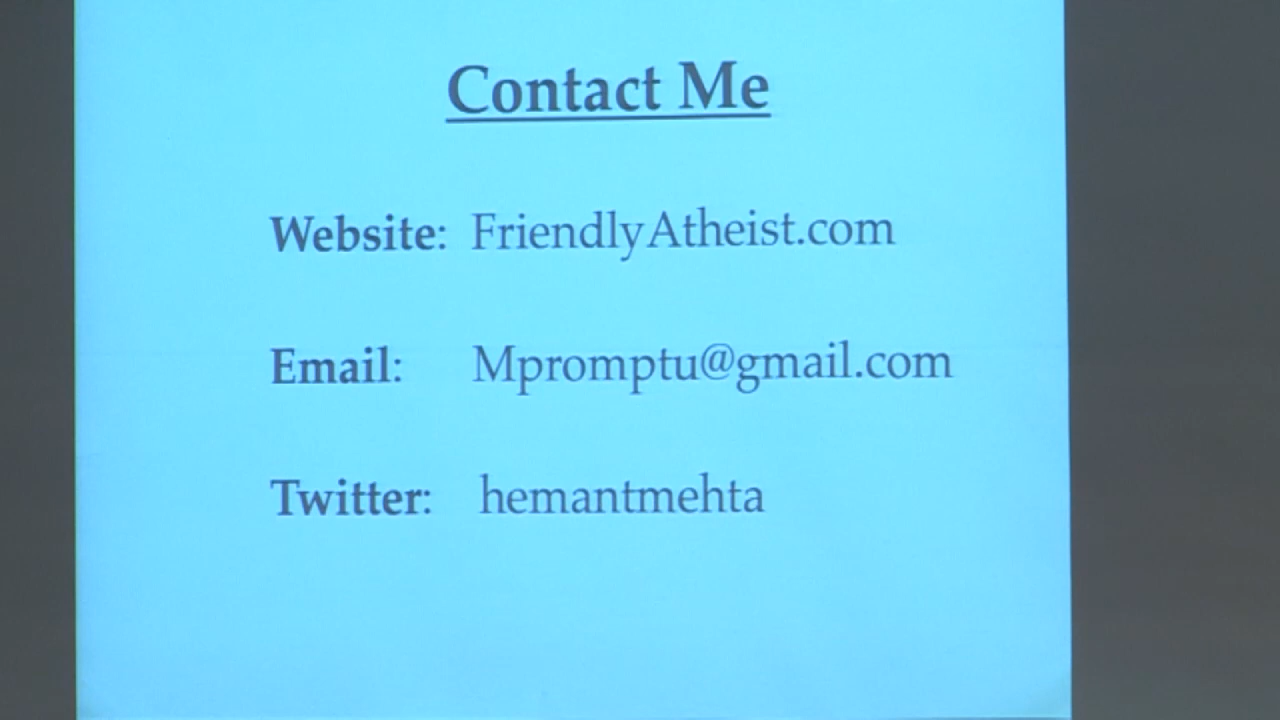 Contact Me
Website: FriendlyAtheist.com
Email: Mpromptu@gmail.com
Twitter: hemantmehta